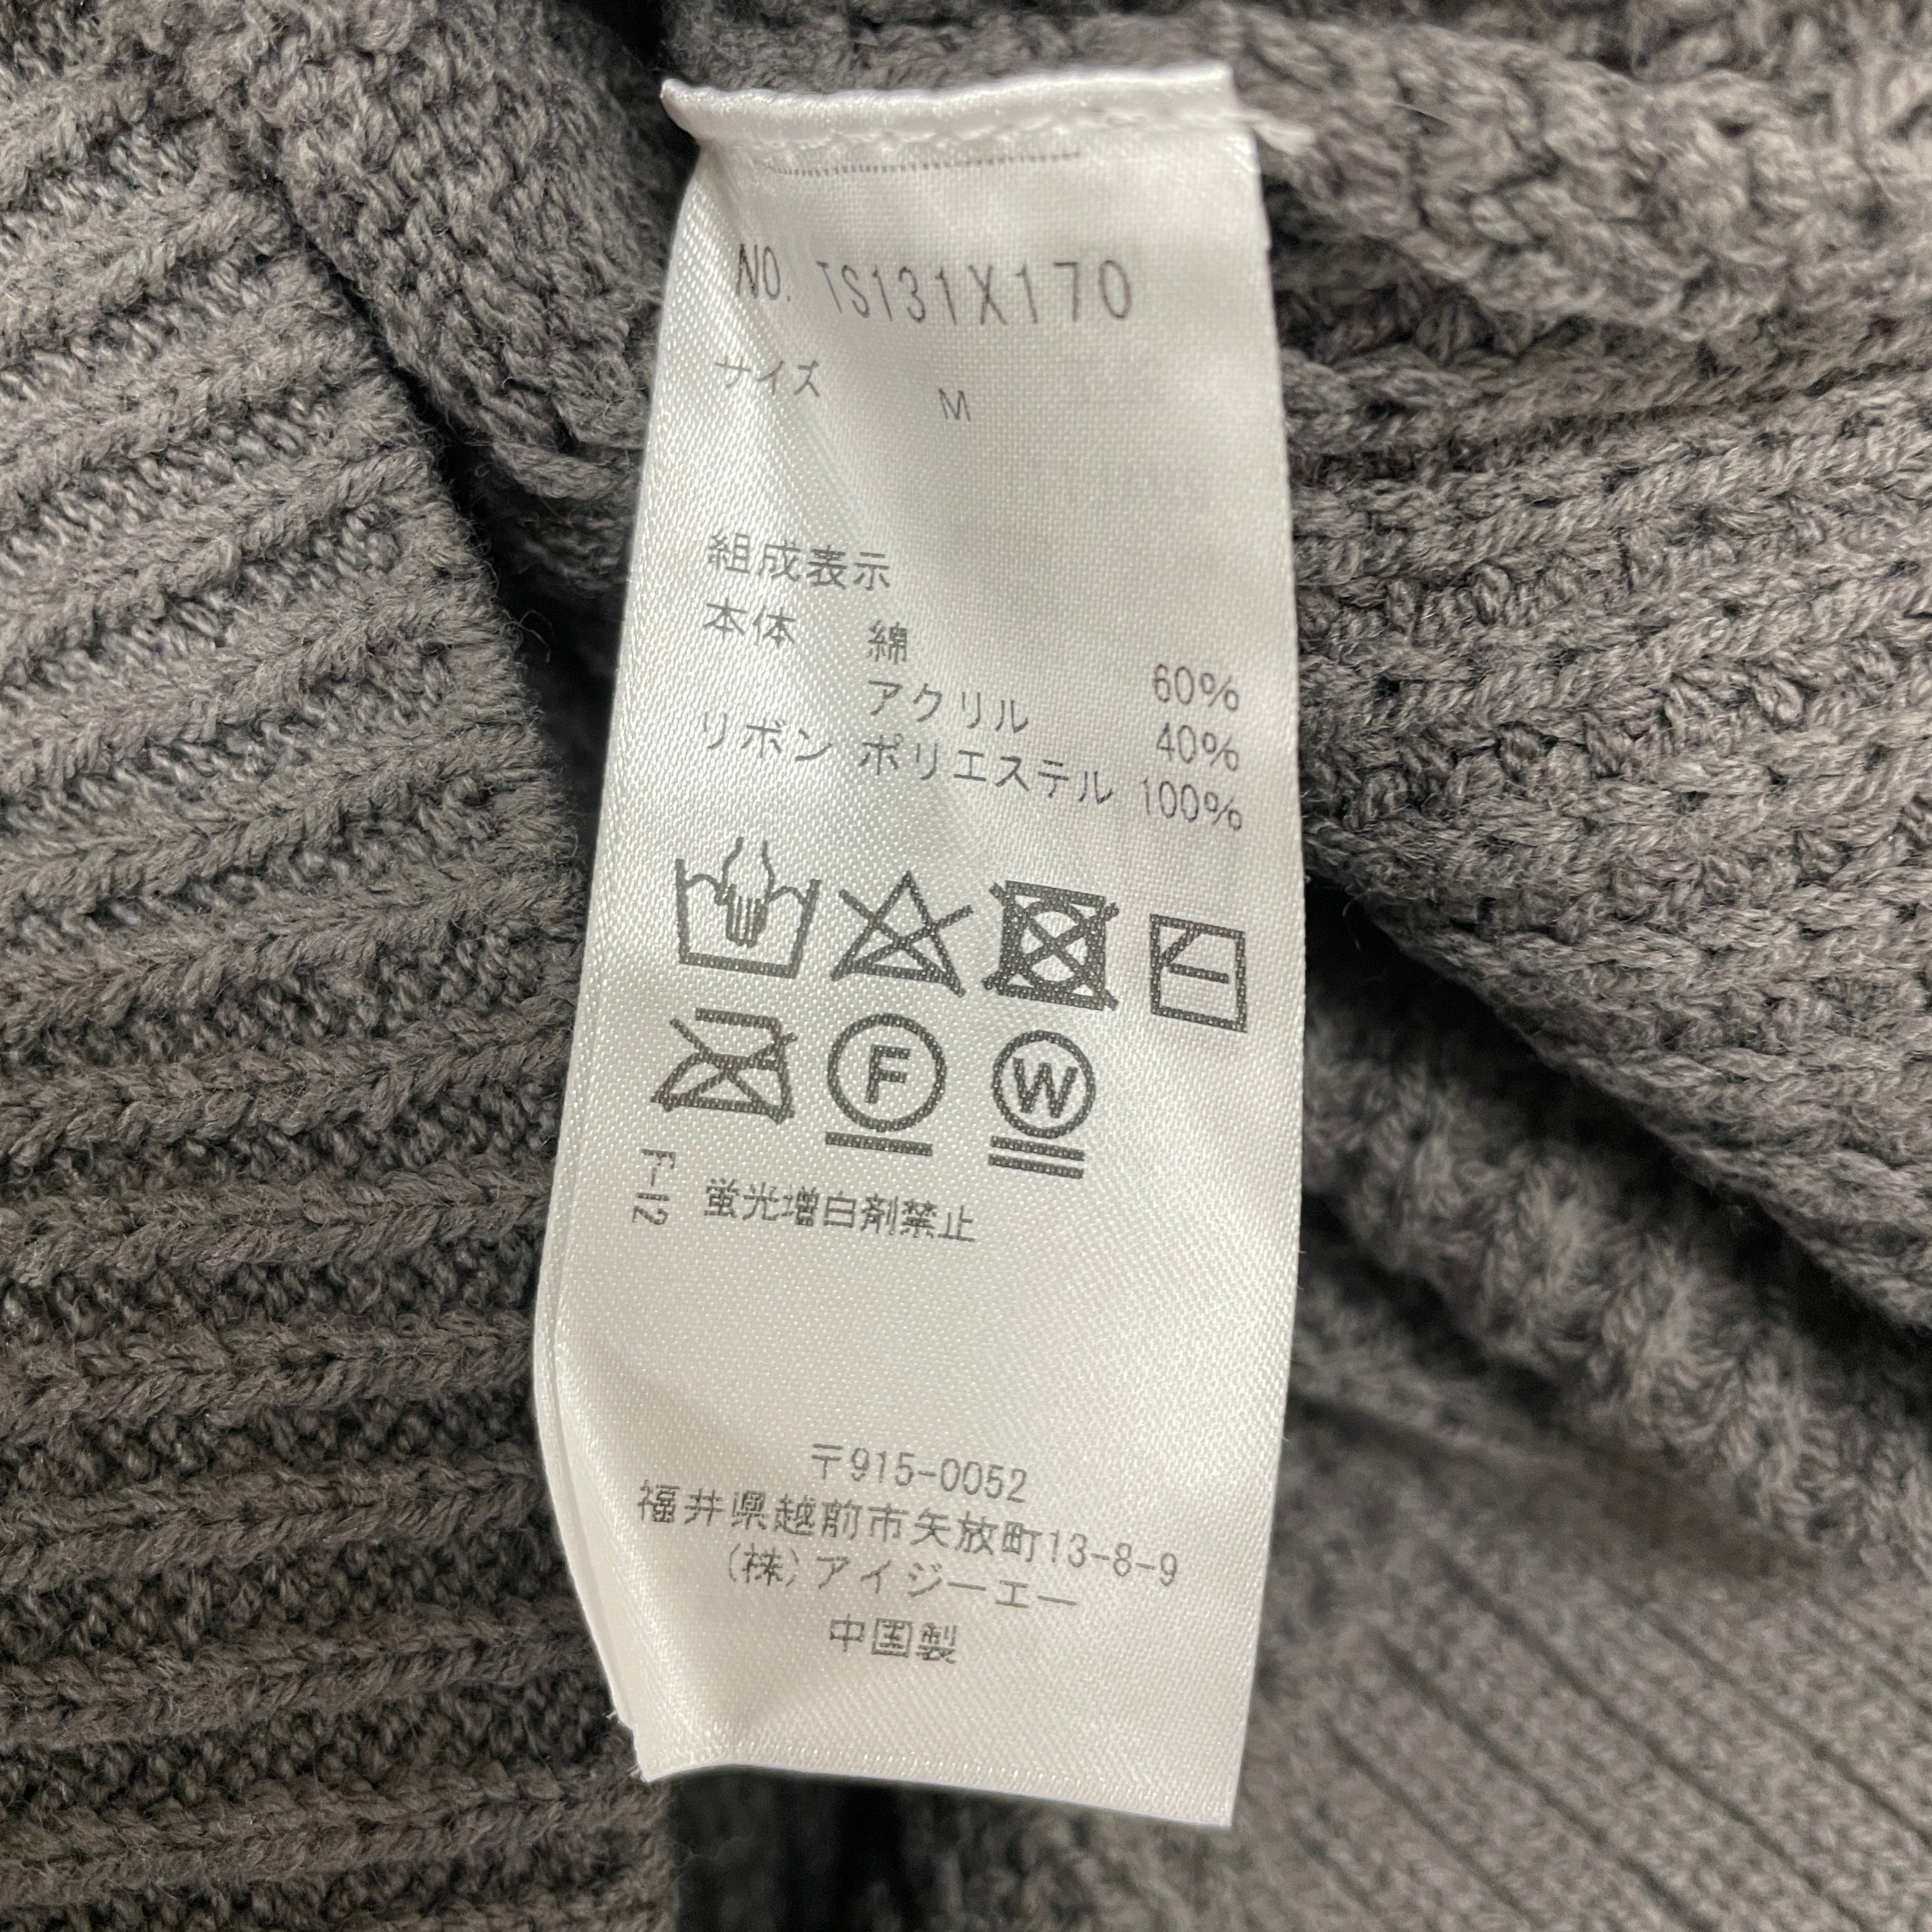 NO. TS131X170
サイズ M
組成表示
本体 綿 60%
アクリル 40%
リボン ポリエステル 100%
F
W
F-12
蛍光増白剤禁止
〒915-0052
福井県越前市矢放町13-8-9
(株)アイジーエー
中国製